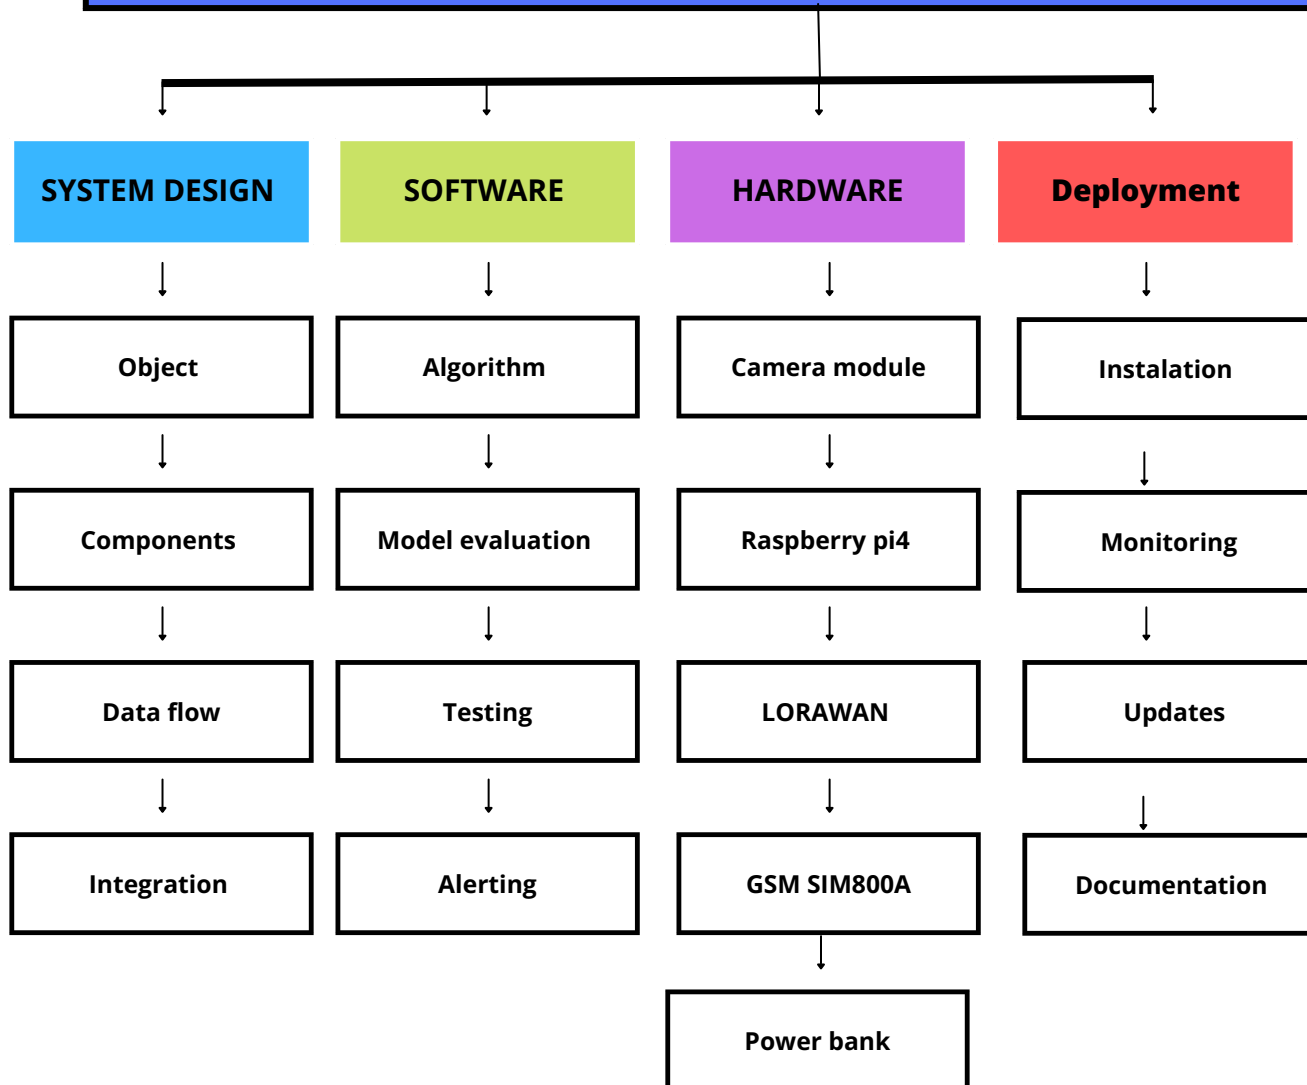 SYSTEM DESIGN
SOFTWARE
HARDWARE
Deployment
Object
Algorithm
Camera module
Instalation
Components
Model evaluation
Raspberry pi4
Monitoring
Data flow
Testing
LORAWAN
Updates
Integration
Alerting
GSM SIM800A
Documentation
Power bank